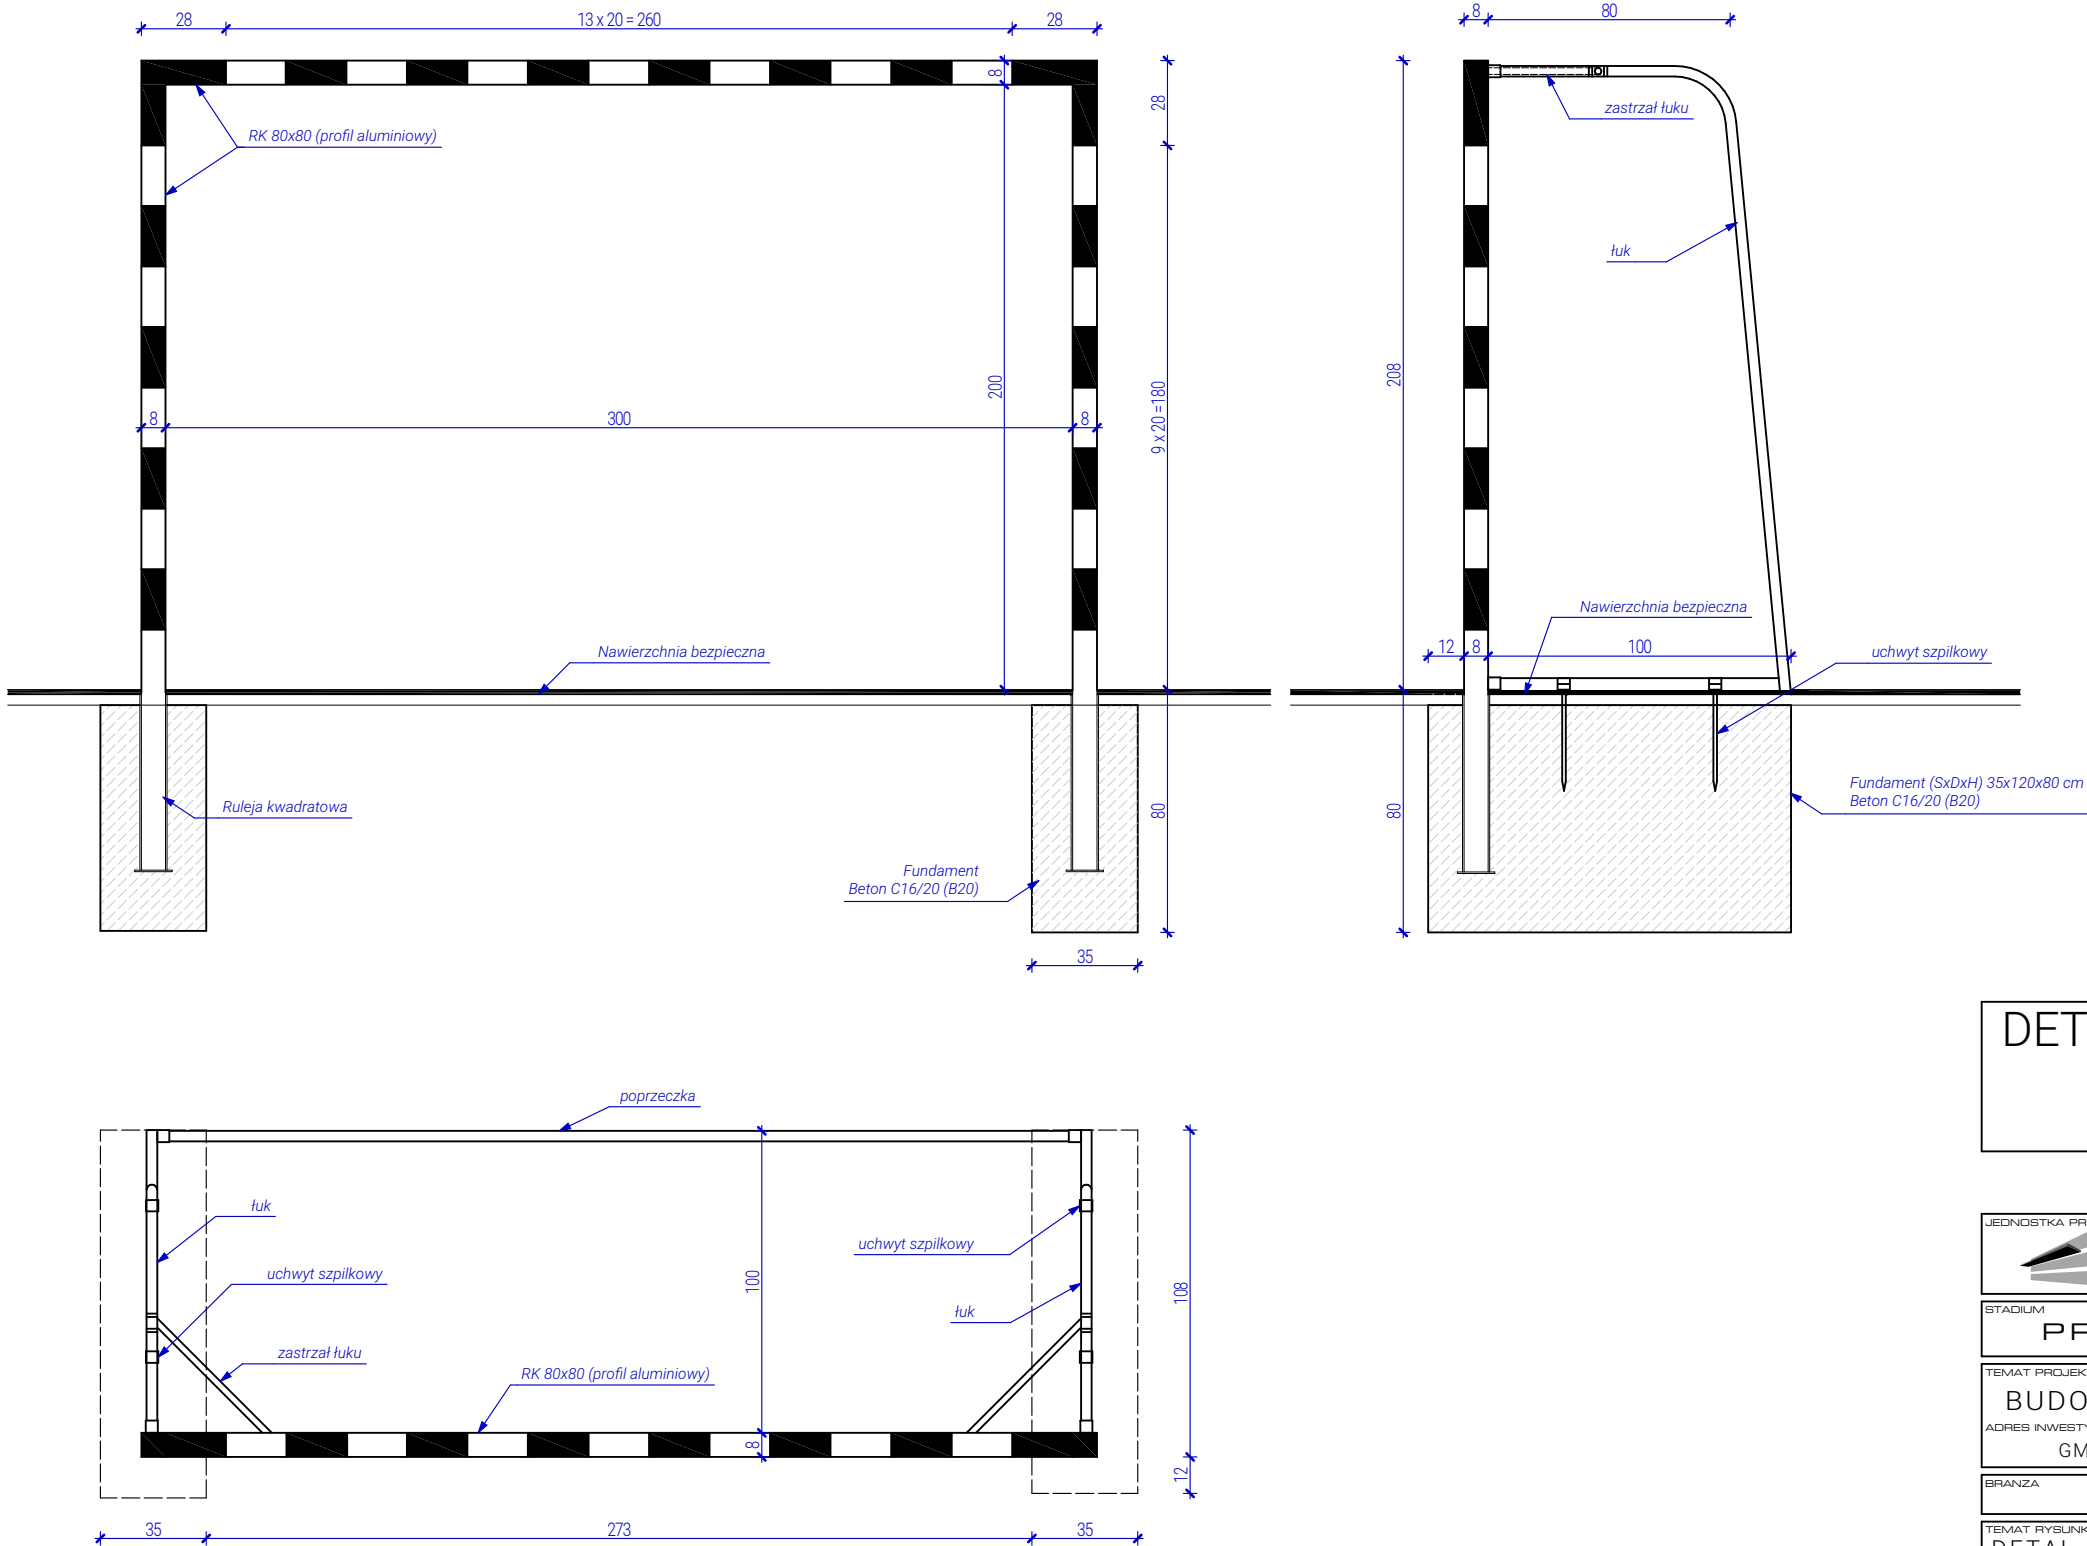 28
13 x 20 = 260
28
8
RK 80x80 (profil aluminiowy)
28
200
9 x 20 =180
8
300
8
Nawierzchnia bezpieczna
Ruleja kwadratowa
80
Fundament
Beton C16/20 (B20)
35
8
80
zastrzał łuku
łuk
208
Nawierzchnia bezpieczna
12
8
100
uchwyt szpilkowy
80
Fundament (SxDxH) 35x120x80 cm
Beton C16/20 (B20)
poprzeczka
łuk
uchwyt szpilkowy
uchwyt szpilkowy
100
108
łuk
zastrzał łuku
RK 80x80 (profil aluminiowy)
8
12
35
273
35
DET
JEDNOSTKA PR
STADIUM
PR
TEMAT PROJEK
BUDO
ADRES INWESTY
GM
BRANZA
TEMAT RYSUNK
DETAL